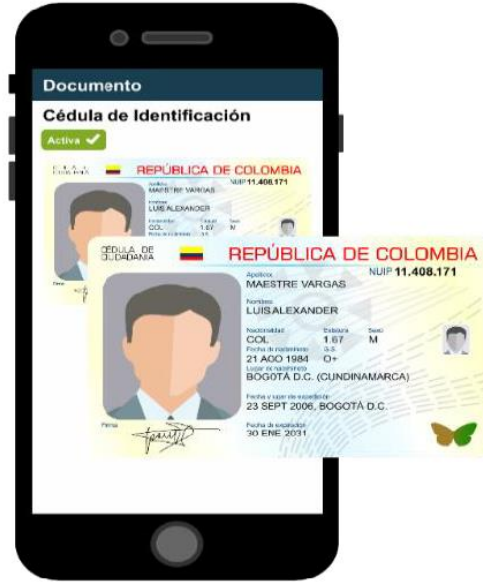 Documento
Cédula de Identificación
Activa
REPÚBLICA DE COLOMBIA
NUIP 11.408.171
MAESTRE VARGAS
LUIS ALEXANDER
COL 1.67 M
CÉDULA DE CIUDADANÍA
REPÚBLICA DE COLOMBIA
NUIP 11.408.171
Apellidos
MAESTRE VARGAS
Nombres
LUIS ALEXANDER
Nacionalidad Estatura Sexo
COL 1.67 M
Fecha de nacimiento G.S.
21 AGO 1984 O+
Lugar de nacimiento
BOGOTÁ D.C. (CUNDINAMARCA)
Fecha y lugar de expedición
23 SEPT 2006, BOGOTÁ D.C.
Firma
Fecha de expiración
30 ENE 2031